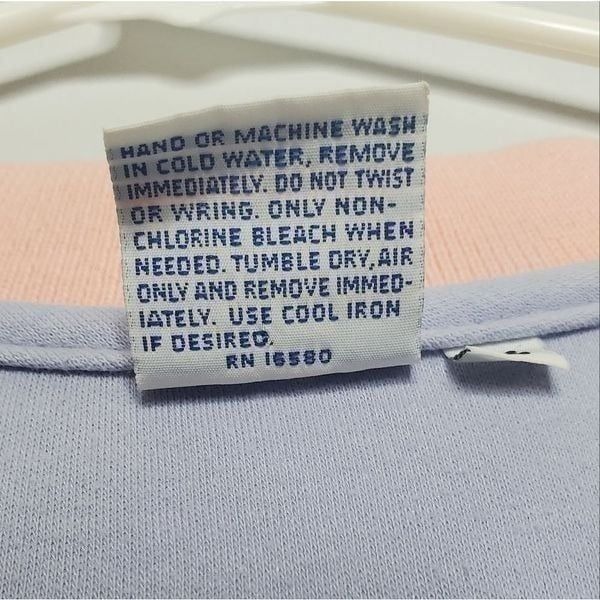 HAND OR MACHINE WASH
IN COLD WATER, REMOVE
IMMEDIATELY. DO NOT TWIST
OR WRING. ONLY NON-
CHLORINE BLEACH WHEN
NEEDED. TUMBLE DRY, AIR
ONLY AND REMOVE IMMED-
IATELY. USE COOL IRON
IF DESIRED.
RN 16580